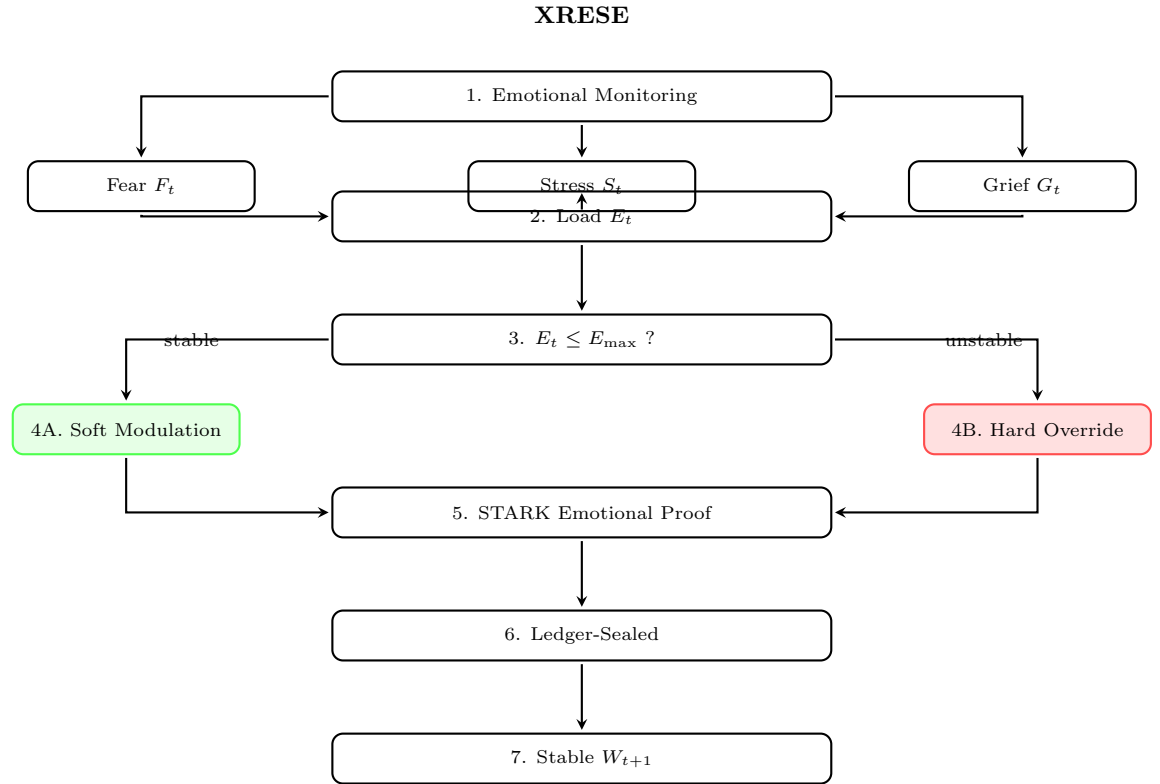 XRESE
1. Emotional Monitoring
Fear F_t
Stress S_t
Grief G_t
2. Load E_t
3. E_t ≤ E_max ?
stable
unstable
4A. Soft Modulation
4B. Hard Override
5. STARK Emotional Proof
6. Ledger-Sealed
7. Stable W_{t+1}